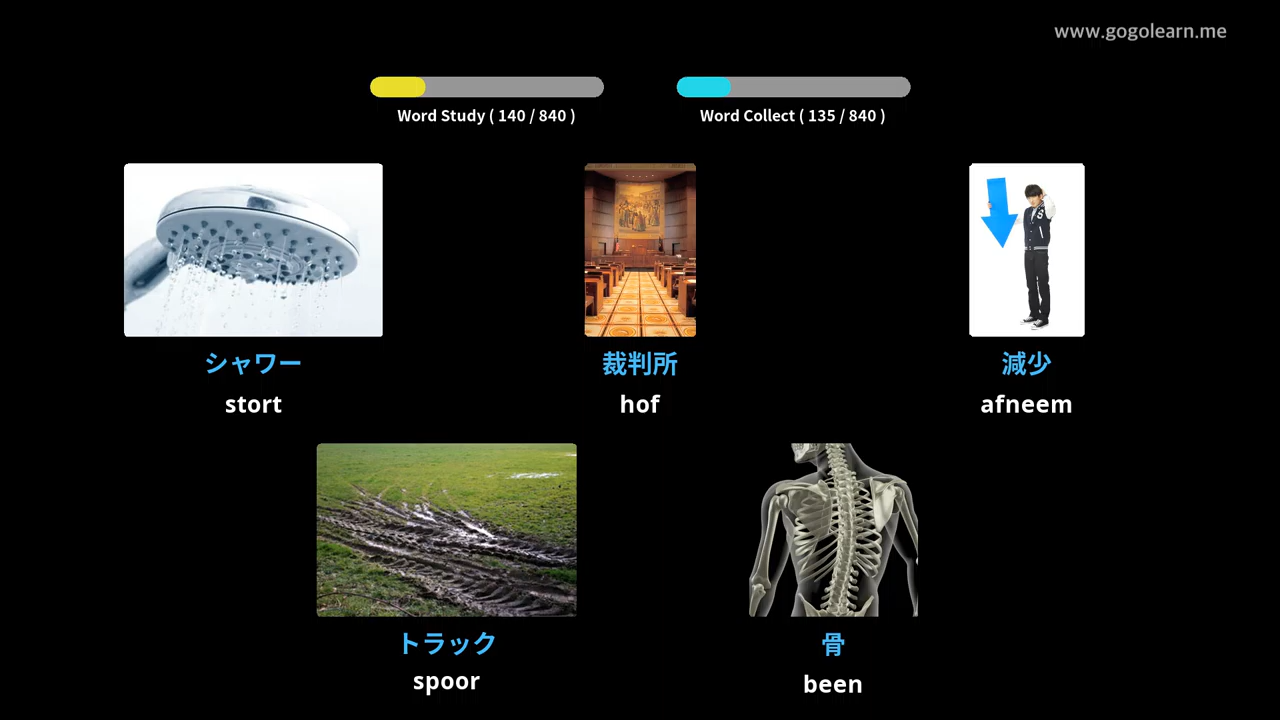 www.gogolearn.me
Word Study ( 140 / 840 )
Word Collect ( 135 / 840 )
シャワー
裁判所
減少
stort
hof
afneem
トラック
骨
spoor
been